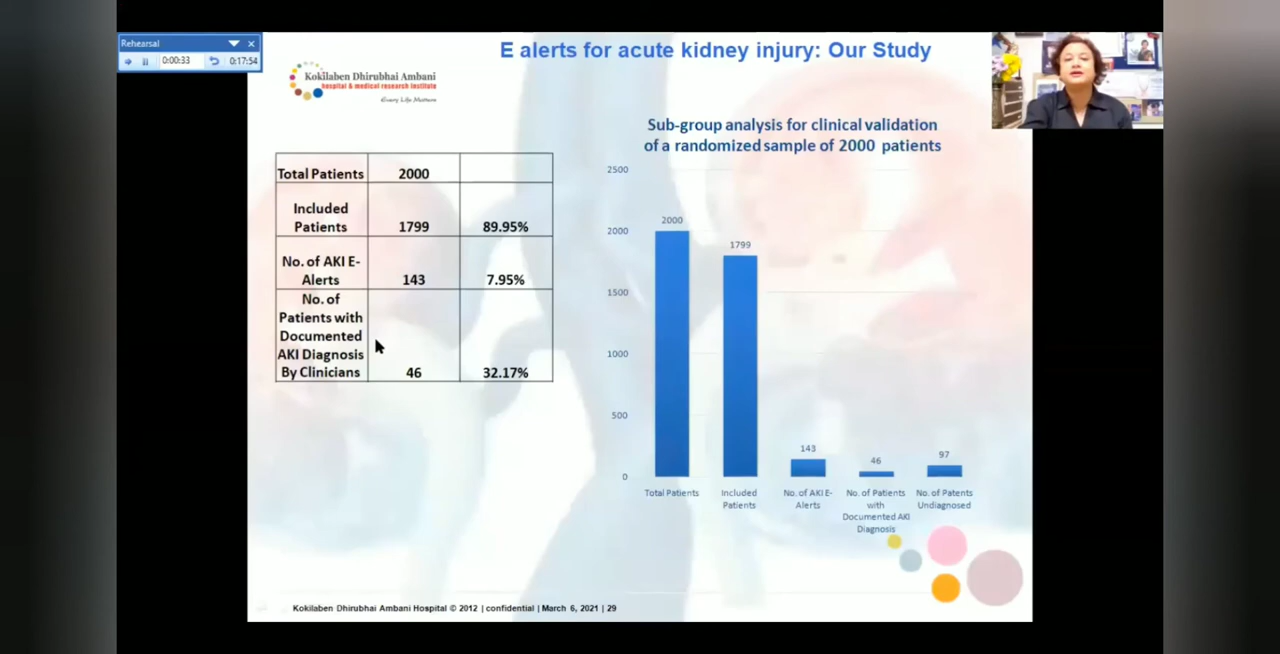 Rehearsal
0:00:33
0:17:54
E alerts for acute kidney injury: Our Study
Kokilaben Dhirubhai Ambani
hospital & medical research institute
Every Life Matters
Total Patients 2000
Included
Patients 1799 89.95%
No. of AKI E-
Alerts 143 7.95%
No. of
Patients with
Documented
AKI Diagnosis
By Clinicians 46 32.17%
Sub-group analysis for clinical validation
of a randomized sample of 2000 patients
2500
2000
1500
1000
500
0
2000
1799
143
46
97
Total Patients
Included
Patients
No. of AKI E-
Alerts
No. of Patients
with
Documented AKI
Diagnosis
No. of Patents
Undiagnosed
Kokilaben Dhirubhai Ambani Hospital © 2012 | confidential | March 6, 2021 | 29